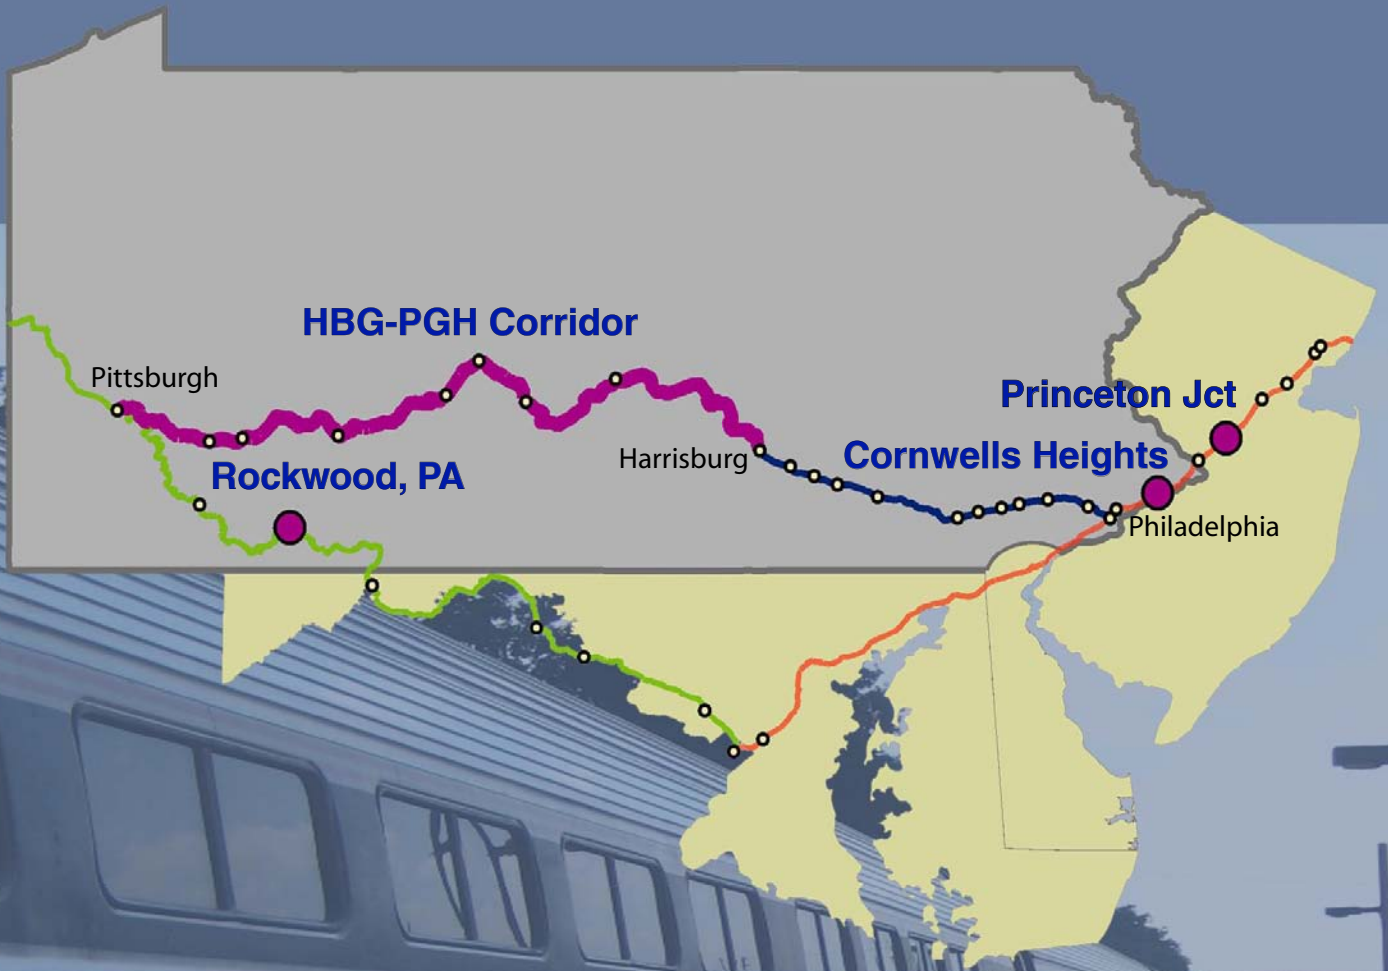 HBG-PGH Corridor
Pittsburgh
Princeton Jct
Harrisburg
Cornwells Heights
Rockwood, PA
Philadelphia